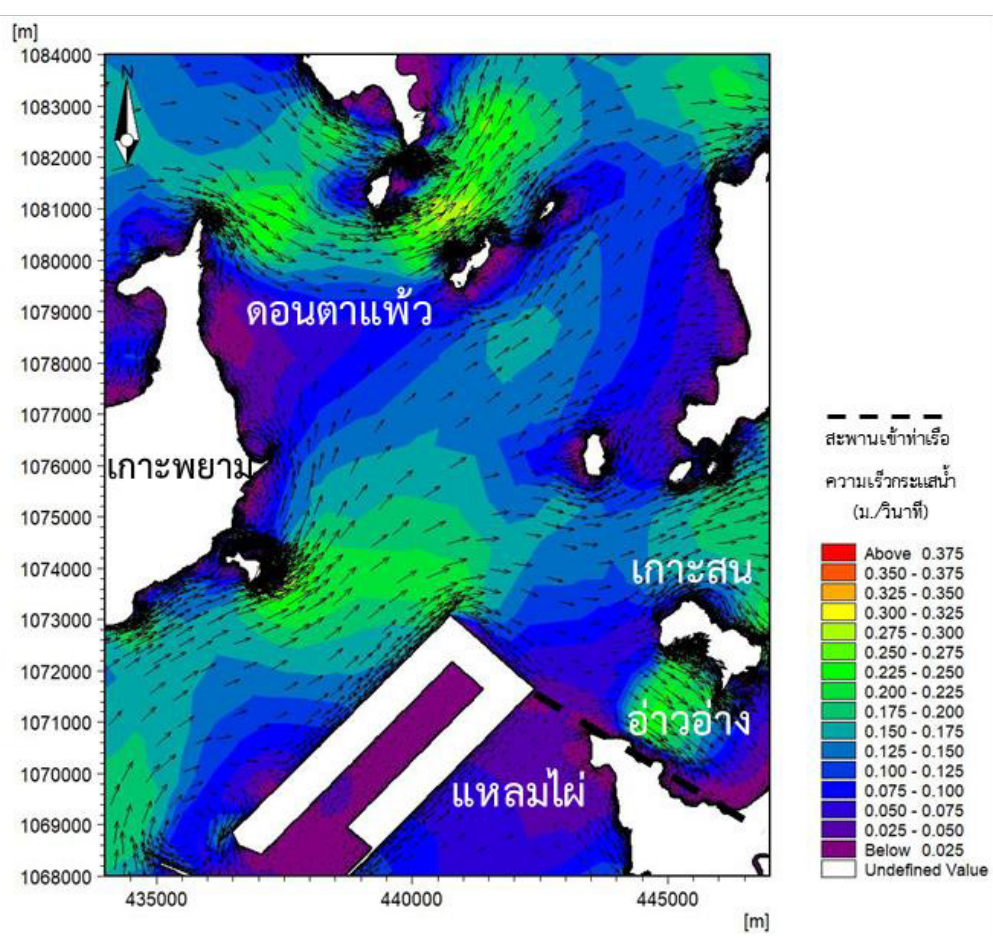 [m]
1084000
1083000
1082000
1081000
1080000
1079000
1078000
1077000
1076000
1075000
1074000
1073000
1072000
1071000
1070000
1069000
1068000
N
ดอนตาแพ้ว
เกาะพยาม
เกาะสน
อ่าวอ่าง
แหลมไผ่
435000 440000 445000
[m]
สะพานเข้าท่าเรือ
ความเร็วกระแสน้ำ
(ม./วินาที)
Above 0.375
0.350 - 0.375
0.325 - 0.350
0.300 - 0.325
0.275 - 0.300
0.250 - 0.275
0.225 - 0.250
0.200 - 0.225
0.175 - 0.200
0.150 - 0.175
0.125 - 0.150
0.100 - 0.125
0.075 - 0.100
0.050 - 0.075
0.025 - 0.050
Below 0.025
Undefined Value